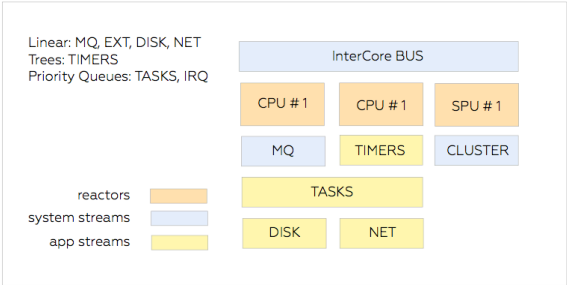 Linear: MQ, EXT, DISK, NET
Trees: TIMERS
Priority Queues: TASKS, IRQ
InterCore BUS
CPU # 1
CPU # 1
SPU # 1
MQ
TIMERS
CLUSTER
TASKS
DISK
NET
reactors
system streams
app streams